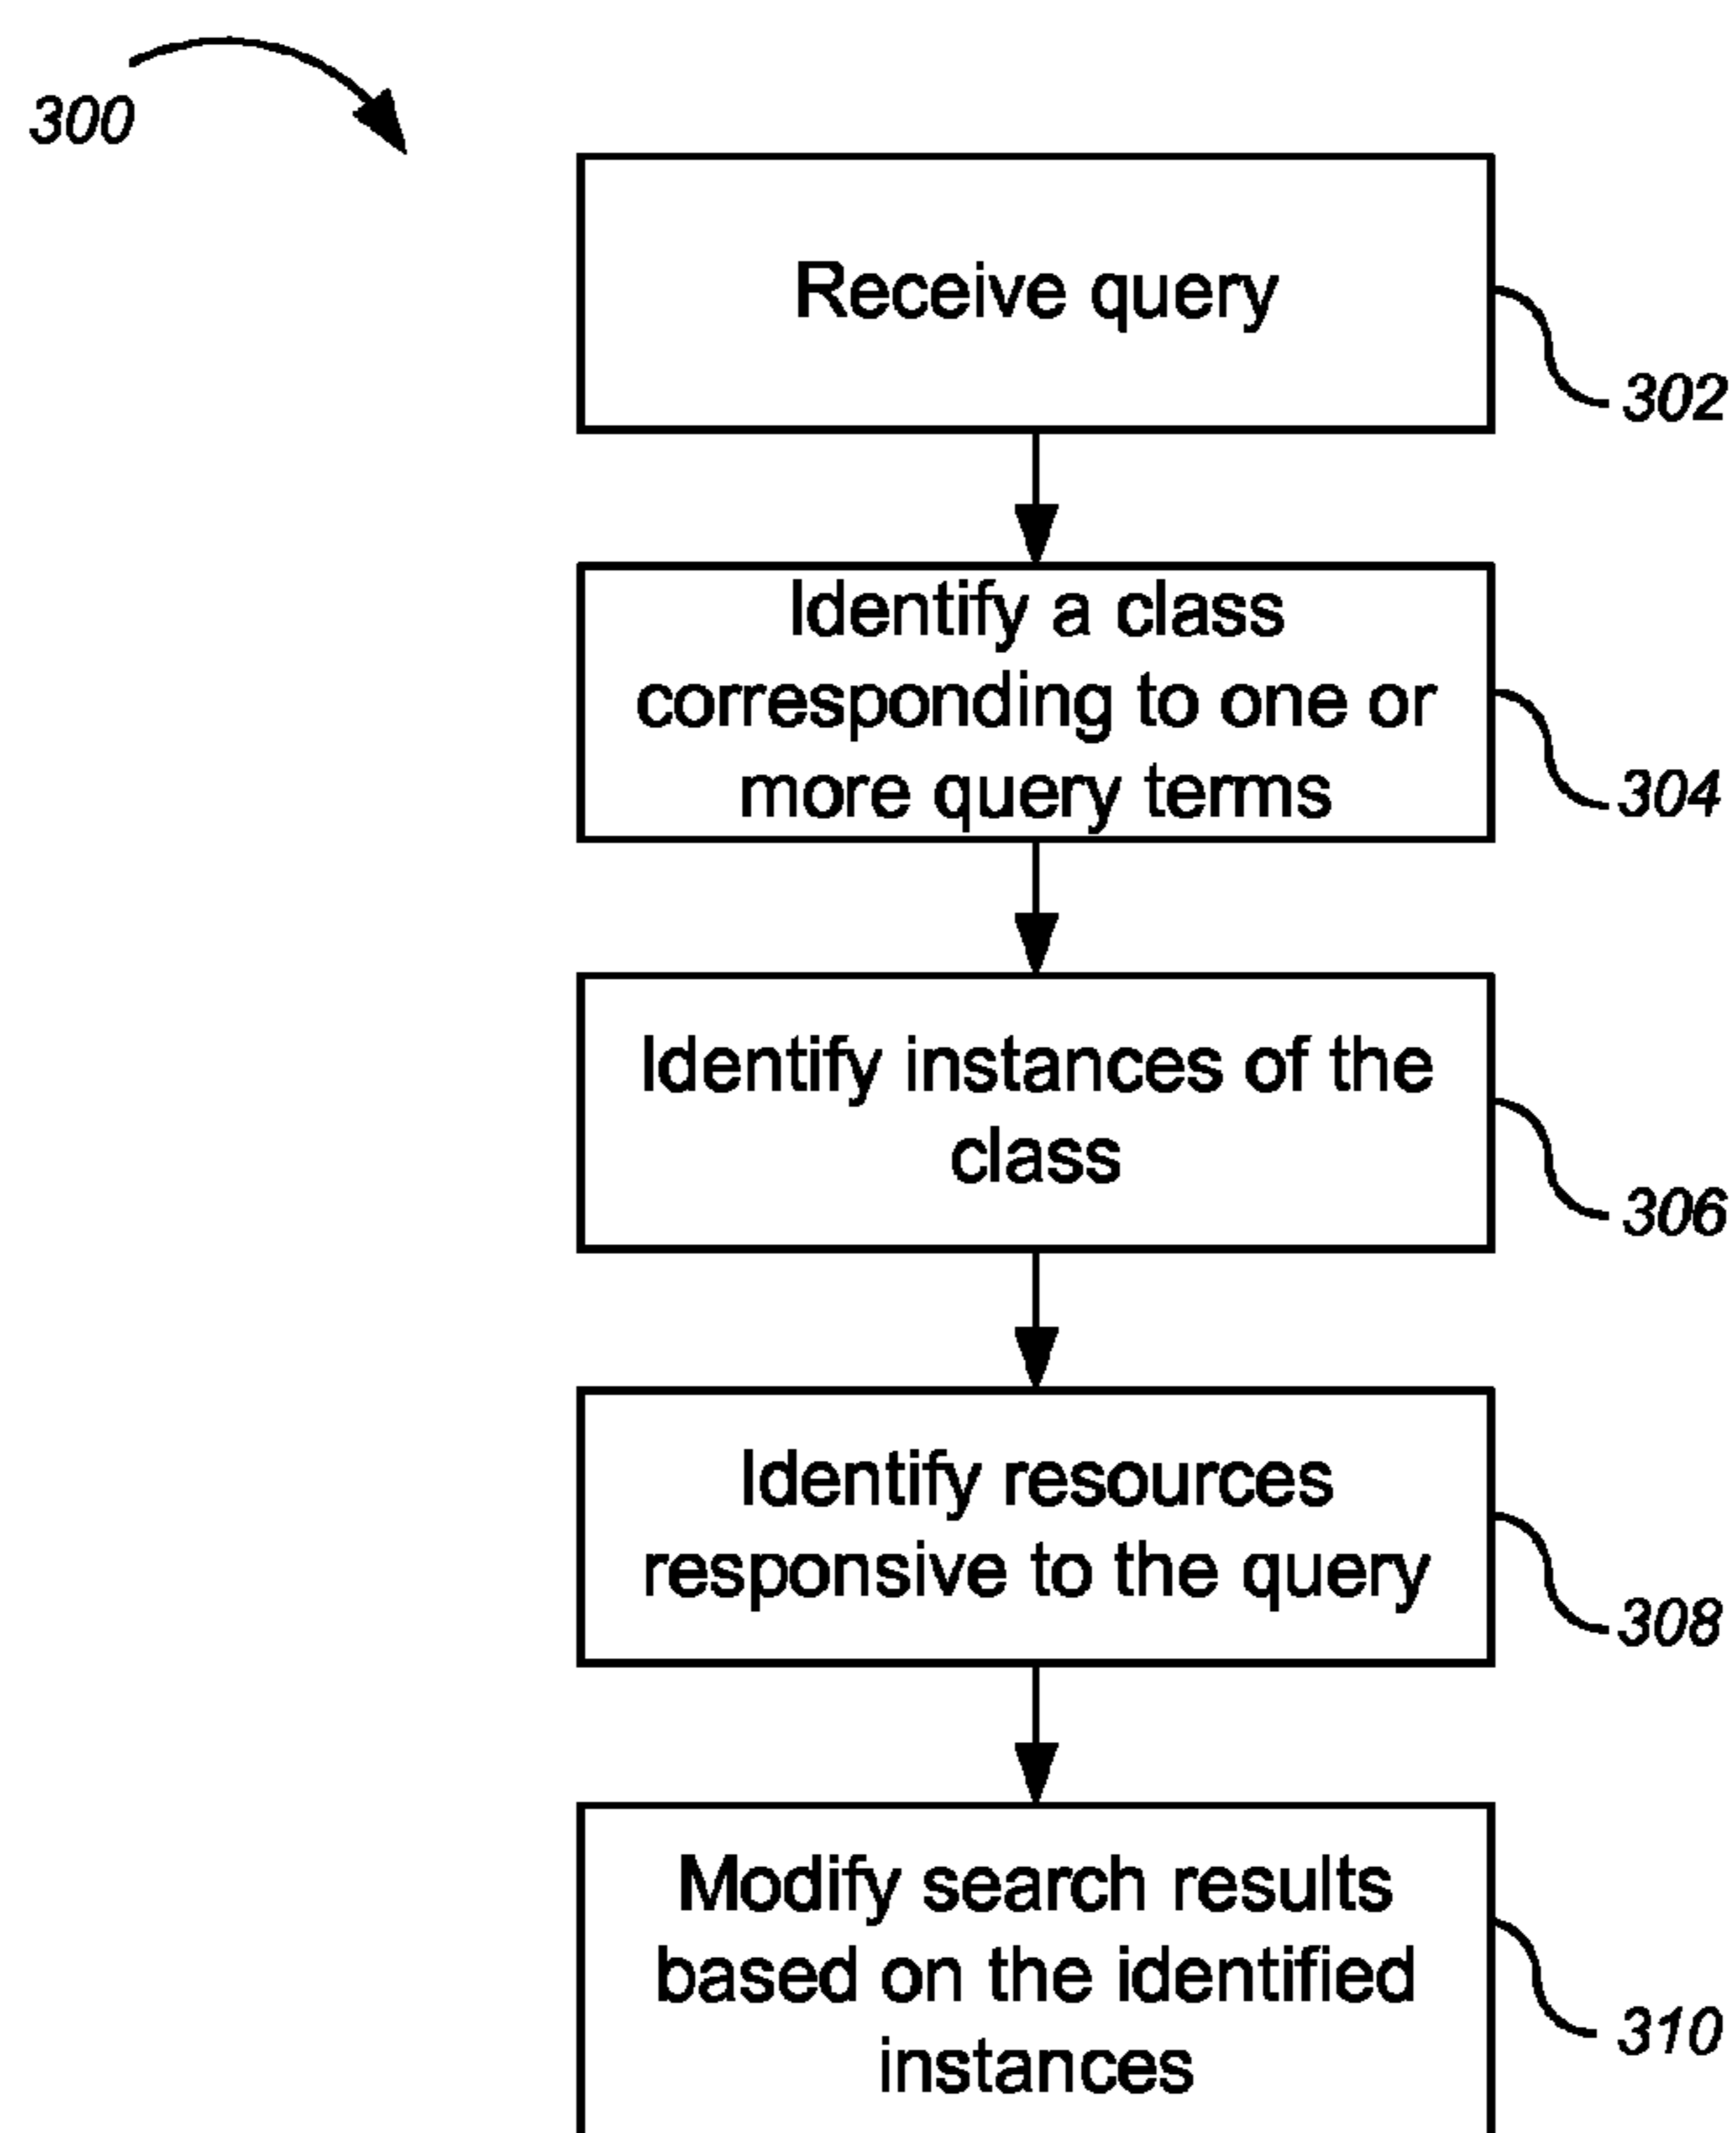 300
Receive query
302
Identify a class
corresponding to one or
more query terms
304
Identify instances of the
class
306
Identify resources
responsive to the query
308
Modify search results
based on the identified
instances
310